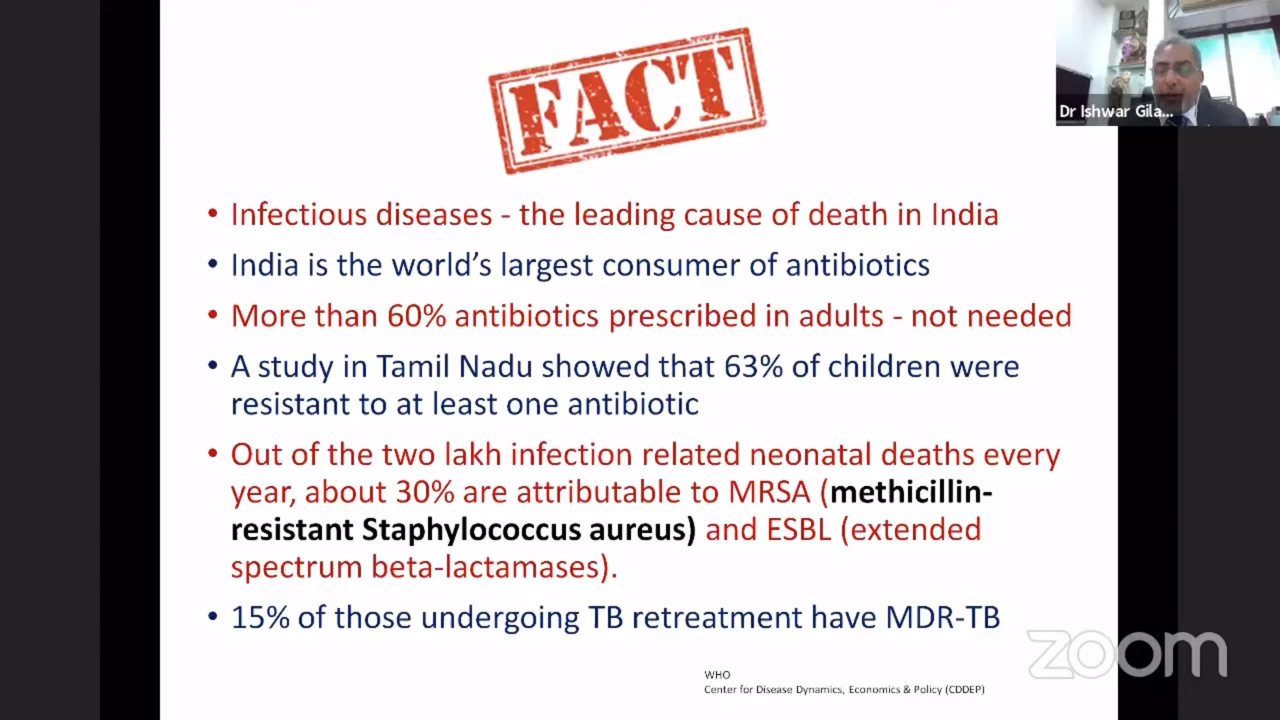 FACT
Dr Ishwar Gila...
• Infectious diseases - the leading cause of death in India
• India is the world’s largest consumer of antibiotics
• More than 60% antibiotics prescribed in adults - not needed
• A study in Tamil Nadu showed that 63% of children were
resistant to at least one antibiotic
• Out of the two lakh infection related neonatal deaths every
year, about 30% are attributable to MRSA (methicillin-
resistant Staphylococcus aureus) and ESBL (extended
spectrum beta-lactamases).
• 15% of those undergoing TB retreatment have MDR-TB
zoom
WHO
Center for Disease Dynamics, Economics & Policy (CDDEP)